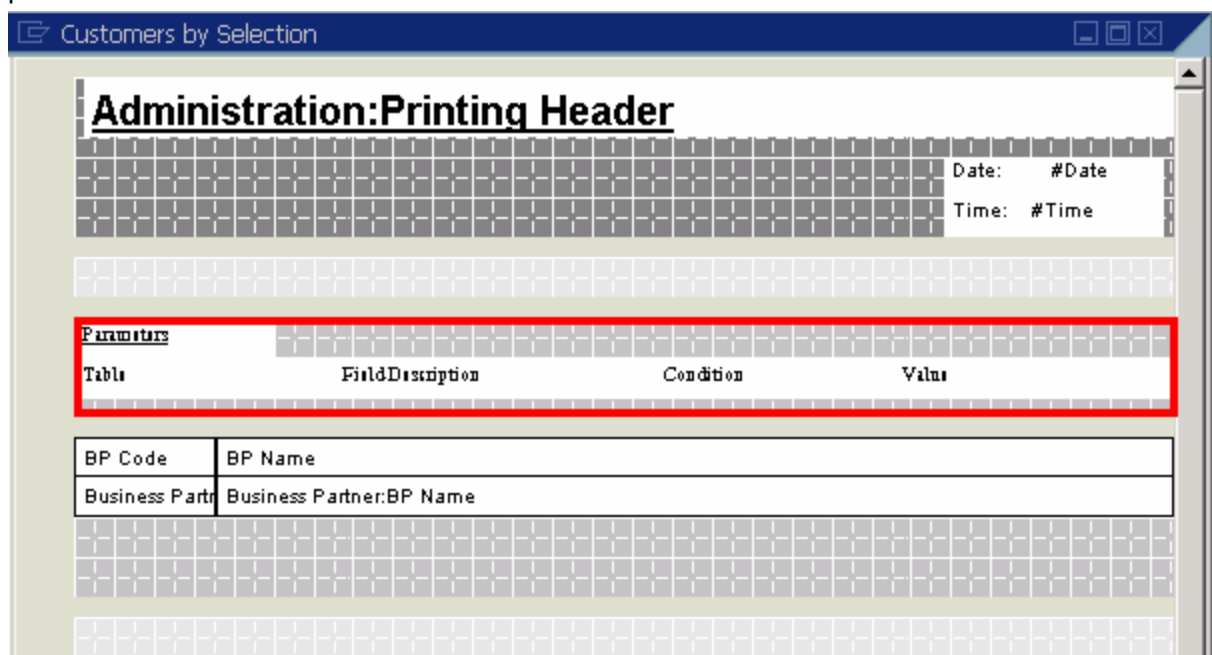 Customers by Selection
Administration:Printing Header
Date: #Date
Time: #Time
Parameters
Table FieldDescription Condition Value
BP Code BP Name
Business Partn Business Partner:BP Name